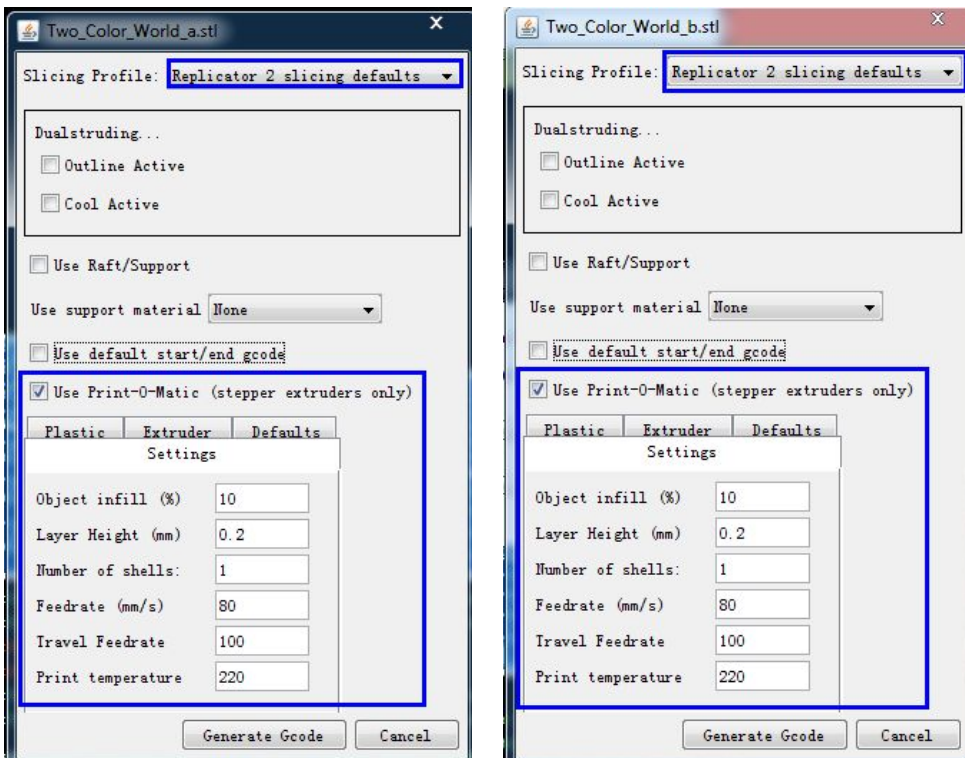 Two_Color_World_a.stl
x
Slicing Profile: Replicator 2 slicing defaults
Dualstruding...
Outline Active
Cool Active
Use Raft/Support
Use support material None
Use default start/end gcode
Use Print-O-Matic (stepper extruders only)
Plastic Extruder Defaults
Settings
Object infill (%) 10
Layer Height (mm) 0.2
Number of shells: 1
Feedrate (mm/s) 80
Travel Feedrate 100
Print temperature 220
Generate Gcode Cancel
Two_Color_World_b.stl
x
Slicing Profile: Replicator 2 slicing defaults
Dualstruding...
Outline Active
Cool Active
Use Raft/Support
Use support material None
Use default start/end gcode
Use Print-O-Matic (stepper extruders only)
Plastic Extruder Defaults
Settings
Object infill (%) 10
Layer Height (mm) 0.2
Number of shells: 1
Feedrate (mm/s) 80
Travel Feedrate 100
Print temperature 220
Generate Gcode Cancel